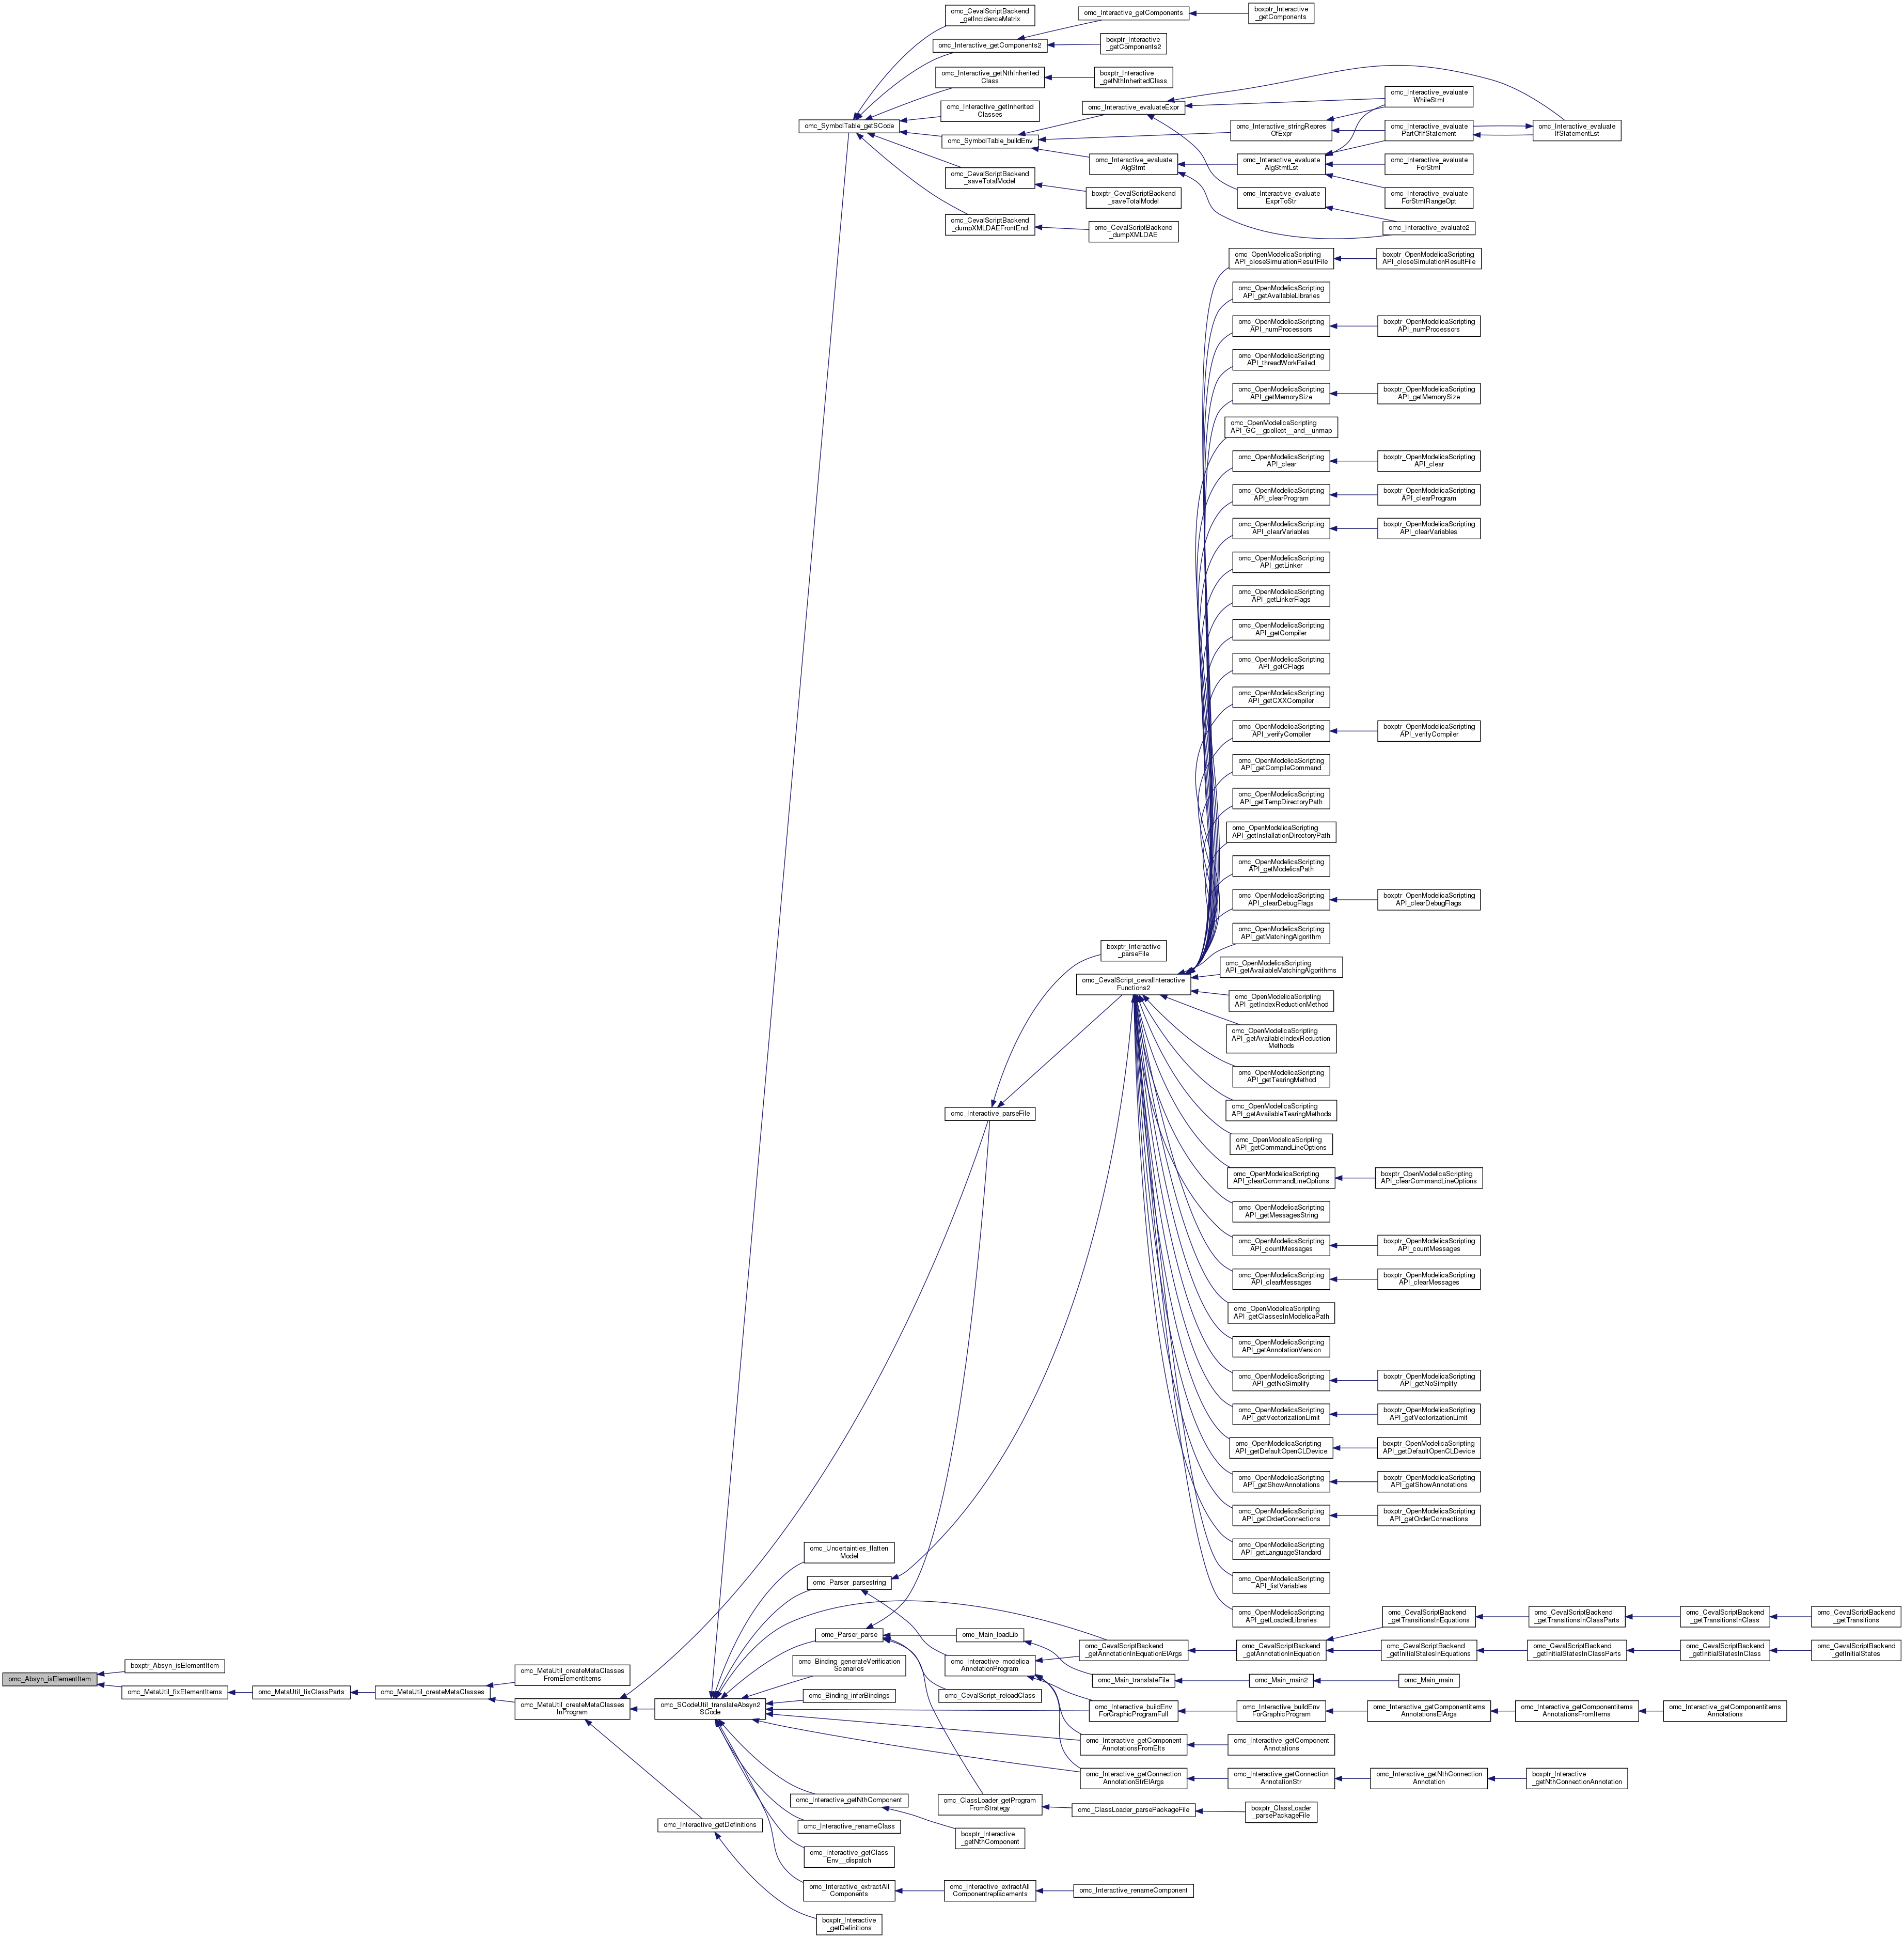 omc_CevalScriptBackend
_getIncidenceMatrix
omc_Interactive_getComponents
boxptr_Interactive
_getComponents
omc_Interactive_getComponents2
boxptr_Interactive
_getComponents2
omc_Interactive_getNthInherited
Class
boxptr_Interactive
_getNthInheritedClass
omc_Interactive_getInherited
Classes
omc_SymbolTable_getSCode
omc_SymbolTable_buildEnv
omc_Interactive_evaluateExpr
omc_Interactive_evaluate
WhileStmt
omc_Interactive_stringRepres
OfExpr
omc_Interactive_evaluate
PartOfIfStatement
omc_Interactive_evaluate
IfStatementLst
omc_Interactive_evaluate
AlgStmt
omc_Interactive_evaluate
AlgStmtLst
omc_Interactive_evaluate
ForStmt
omc_CevalScriptBackend
_saveTotalModel
boxptr_CevalScriptBackend
_saveTotalModel
omc_Interactive_evaluate
ExprToStr
omc_Interactive_evaluate
ForStmtRangeOpt
omc_CevalScriptBackend
_dumpXMLDAEFrontEnd
omc_CevalScriptBackend
_dumpXMLDAE
omc_Interactive_evaluate2
omc_OpenModelicaScripting
API_closeSimulationResultFile
boxptr_OpenModelicaScripting
API_closeSimulationResultFile
omc_OpenModelicaScripting
API_getAvailableLibraries
omc_OpenModelicaScripting
API_numProcessors
boxptr_OpenModelicaScripting
API_numProcessors
omc_OpenModelicaScripting
API_threadWorkFailed
omc_OpenModelicaScripting
API_getMemorySize
boxptr_OpenModelicaScripting
API_getMemorySize
omc_OpenModelicaScripting
API_GC__gcollect__and__unmap
omc_OpenModelicaScripting
API_clear
boxptr_OpenModelicaScripting
API_clear
omc_OpenModelicaScripting
API_clearProgram
boxptr_OpenModelicaScripting
API_clearProgram
omc_OpenModelicaScripting
API_clearVariables
boxptr_OpenModelicaScripting
API_clearVariables
omc_OpenModelicaScripting
API_getLinker
omc_OpenModelicaScripting
API_getLinkerFlags
omc_OpenModelicaScripting
API_getCompiler
omc_OpenModelicaScripting
API_getCFlags
omc_OpenModelicaScripting
API_getCXXCompiler
omc_OpenModelicaScripting
API_verifyCompiler
boxptr_OpenModelicaScripting
API_verifyCompiler
omc_OpenModelicaScripting
API_getCompileCommand
omc_OpenModelicaScripting
API_getTempDirectoryPath
omc_OpenModelicaScripting
API_getInstallationDirectoryPath
omc_OpenModelicaScripting
API_getModelicaPath
omc_OpenModelicaScripting
API_clearDebugFlags
boxptr_OpenModelicaScripting
API_clearDebugFlags
omc_OpenModelicaScripting
API_getMatchingAlgorithm
boxptr_Interactive
_parseFile
omc_OpenModelicaScripting
API_getAvailableMatchingAlgorithms
omc_CevalScript_cevalInteractive
Functions2
omc_OpenModelicaScripting
API_getIndexReductionMethod
omc_OpenModelicaScripting
API_getAvailableIndexReduction
Methods
omc_OpenModelicaScripting
API_getTearingMethod
omc_Interactive_parseFile
omc_OpenModelicaScripting
API_getAvailableTearingMethods
omc_OpenModelicaScripting
API_getCommandLineOptions
omc_OpenModelicaScripting
API_clearCommandLineOptions
boxptr_OpenModelicaScripting
API_clearCommandLineOptions
omc_OpenModelicaScripting
API_getMessagesString
omc_OpenModelicaScripting
API_countMessages
boxptr_OpenModelicaScripting
API_countMessages
omc_OpenModelicaScripting
API_clearMessages
boxptr_OpenModelicaScripting
API_clearMessages
omc_OpenModelicaScripting
API_getClassesInModelicaPath
omc_OpenModelicaScripting
API_getAnnotationVersion
omc_OpenModelicaScripting
API_getNoSimplify
boxptr_OpenModelicaScripting
API_getNoSimplify
omc_OpenModelicaScripting
API_getVectorizationLimit
boxptr_OpenModelicaScripting
API_getVectorizationLimit
omc_OpenModelicaScripting
API_getDefaultOpenCLDevice
boxptr_OpenModelicaScripting
API_getDefaultOpenCLDevice
omc_OpenModelicaScripting
API_getShowAnnotations
boxptr_OpenModelicaScripting
API_getShowAnnotations
omc_OpenModelicaScripting
API_getOrderConnections
boxptr_OpenModelicaScripting
API_getOrderConnections
omc_OpenModelicaScripting
API_getLanguageStandard
omc_Uncertainties_flatten
Model
omc_OpenModelicaScripting
API_listVariables
omc_Parser_parsestring
omc_OpenModelicaScripting
API_getLoadedLibraries
omc_CevalScriptBackend
_getTransitionsInEquations
omc_CevalScriptBackend
_getTransitionsInClassParts
omc_CevalScriptBackend
_getTransitionsInClass
omc_CevalScriptBackend
_getTransitions
omc_Parser_parse
omc_Main_loadLib
omc_CevalScriptBackend
_getAnnotationInEquationElArgs
omc_CevalScriptBackend
_getAnnotationInEquation
omc_CevalScriptBackend
_getInitialStatesInEquations
omc_CevalScriptBackend
_getInitialStatesInClassParts
omc_CevalScriptBackend
_getInitialStatesInClass
omc_CevalScriptBackend
_getInitialStates
omc_Binding_generateVerification
Scenarios
omc_Interactive_modelica
AnnotationProgram
boxptr_Absyn_isElementItem
omc_Absyn_isElementItem
omc_MetaUtil_createMetaClasses
FromElementItems
omc_Main_translateFile
omc_Main_main2
omc_Main_main
omc_MetaUtil_fixElementItems
omc_MetaUtil_fixClassParts
omc_MetaUtil_createMetaClasses
omc_Binding_inferBindings
omc_CevalScript_reloadClass
omc_MetaUtil_createMetaClasses
InProgram
omc_SCodeUtil_translateAbsyn2
SCode
omc_Interactive_buildEnv
ForGraphicProgramFull
omc_Interactive_buildEnv
ForGraphicProgram
omc_Interactive_getComponentitems
AnnotationsElArgs
omc_Interactive_getComponentitems
AnnotationsFromItems
omc_Interactive_getComponentitems
Annotations
omc_Interactive_getComponent
AnnotationsFromElts
omc_Interactive_getComponent
Annotations
omc_Interactive_getConnection
AnnotationStrElArgs
omc_Interactive_getConnection
AnnotationStr
omc_Interactive_getNthConnection
Annotation
boxptr_Interactive
_getNthConnectionAnnotation
omc_Interactive_getNthComponent
omc_ClassLoader_getProgram
FromStrategy
omc_ClassLoader_parsePackageFile
boxptr_ClassLoader
_parsePackageFile
omc_Interactive_getDefinitions
omc_Interactive_renameClass
boxptr_Interactive
_getNthComponent
omc_Interactive_getClass
Env__dispatch
omc_Interactive_extractAll
Components
omc_Interactive_extractAll
Componentreplacements
omc_Interactive_renameComponent
boxptr_Interactive
_getDefinitions